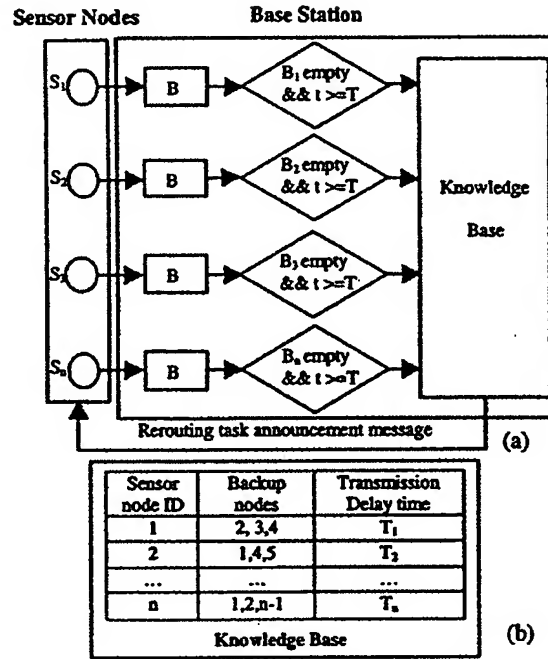 Sensor Nodes
Base Station
S1
B
B1 empty
&& t >=T
S2
B
B2 empty
&& t >=T
Knowledge
Base
S3
B
B3 empty
&& t >=T
Sn
B
Bn empty
&& t >=T
Rerouting task announcement message
(a)
Sensor node ID | Backup nodes | Transmission Delay time
1 | 2, 3,4 | T1
2 | 1,4,5 | T2
... | ... | ...
n | 1,2,n-1 | Tn
Knowledge Base
(b)